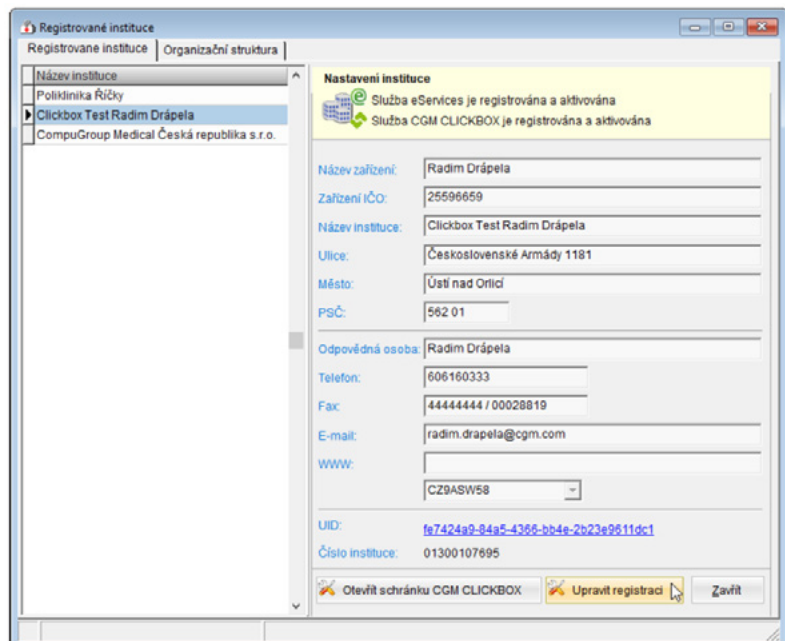 Registrované instituce
Registrovane instituce
Organizační struktura
Název instituce
Poliklinika Říčky
Clickbox Test Radim Drápela
CompuGroup Medical Česká republika s.r.o.
Nastavení instituce
Služba eServices je registrována a aktivována
Služba CGM CLICKBOX je registrována a aktivována
Název zařízení: Radim Drápela
Zařízení IČO: 25596659
Název instituce: Clickbox Test Radim Drápela
Ulice: Československé Armády 1181
Město: Ústí nad Orlicí
PSČ: 562 01
Odpovědná osoba: Radim Drápela
Telefon: 606160333
Fax: 44444444 / 00028819
E-mail: radim.drapela@cgm.com
WWW:
CZ9ASW58
UID: fe7424a9-84a5-4366-bb4e-2b23e9611dc1
Číslo instituce: 01300107695
Otevřít schránku CGM CLICKBOX
Upravit registraci
Zavřít